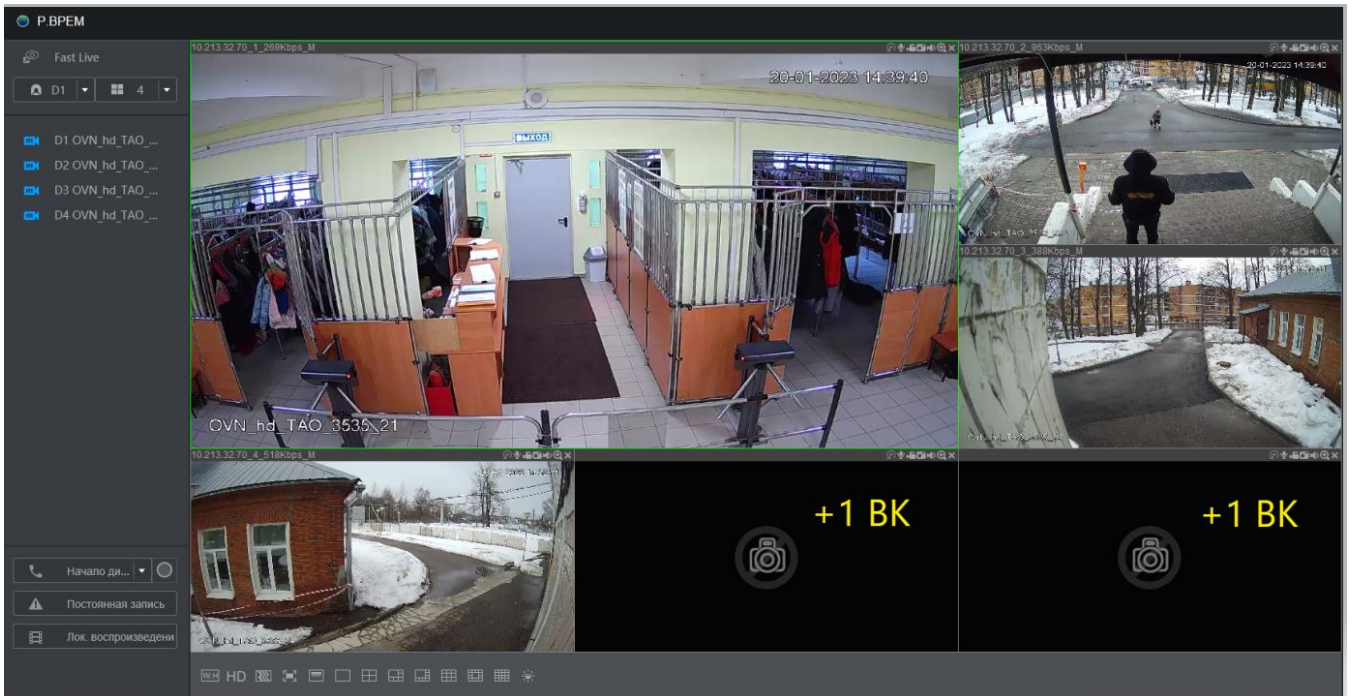 Р.ВРЕМ
Fast Live
D1
4
D1 OVN_hd_TAO_...
D2 OVN_hd_TAO_...
D3 OVN_hd_TAO_...
D4 OVN_hd_TAO_...
Начало ди...
Постоянная запись
Лок. воспроизведени
10.213.32.70_1_269Kbps_M
20-01-2023 14:39:40
ВЫХОД
OVN_hd_TAO_3535_21
10.213.32.70_2_963Kbps_M
20-01-2023 14:39:40
10.213.32.70_3_388Kbps_M
10.213.32.70_4_518Kbps_M
+1 ВК
+1 ВК
W:H
HD